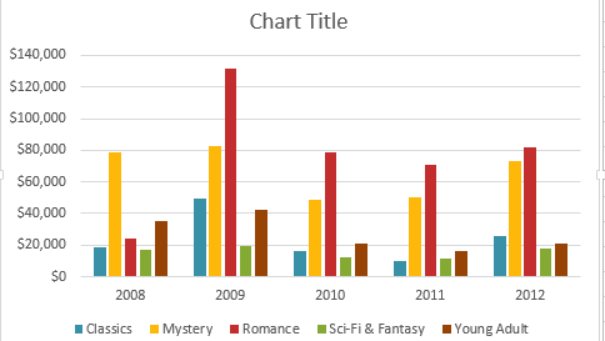 Chart Title
$140,000
$120,000
$100,000
$80,000
$60,000
$40,000
$20,000
$0
2008 2009 2010 2011 2012
Classics Mystery Romance Sci-Fi & Fantasy Young Adult